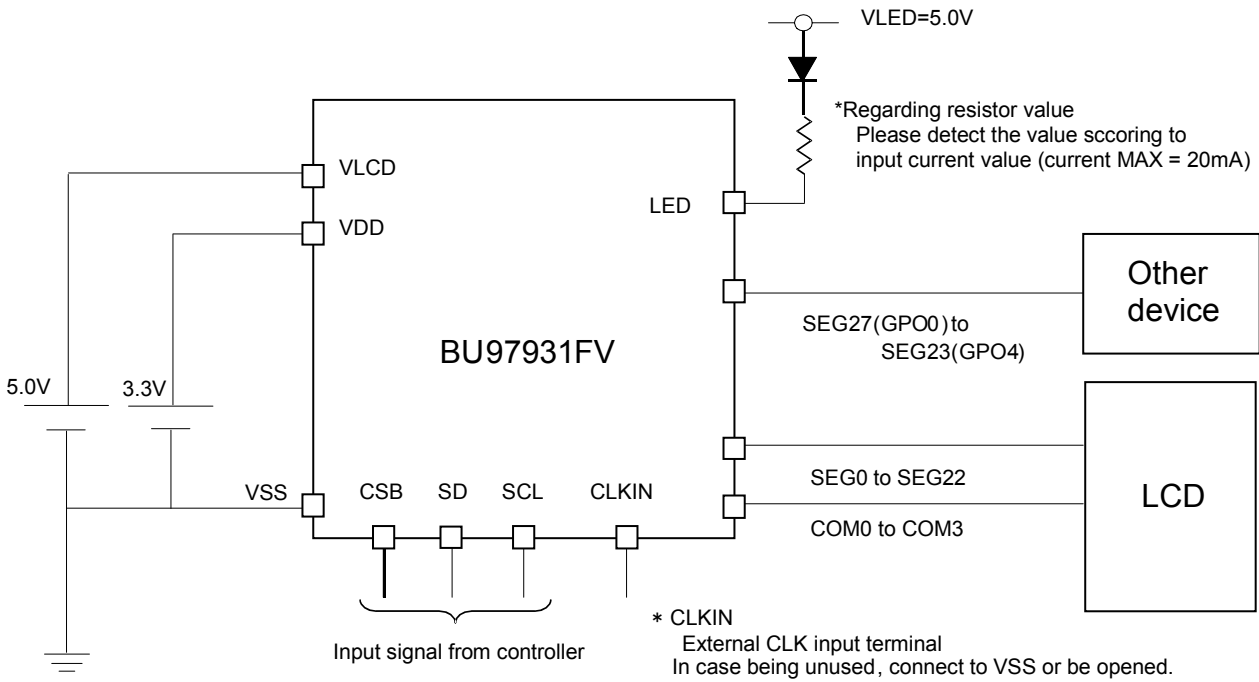 VLED=5.0V
*Regarding resistor value
Please detect the value sccoring to
input current value (current MAX = 20mA)
VLCD
LED
VDD
Other
device
SEG27(GPO0) to
SEG23(GPO4)
BU97931FV
5.0V
3.3V
VSS
CSB
SD
SCL
CLKIN
SEG0 to SEG22
LCD
COM0 to COM3
* CLKIN
External CLK input terminal
Input signal from controller
In case being unused, connect to VSS or be opened.